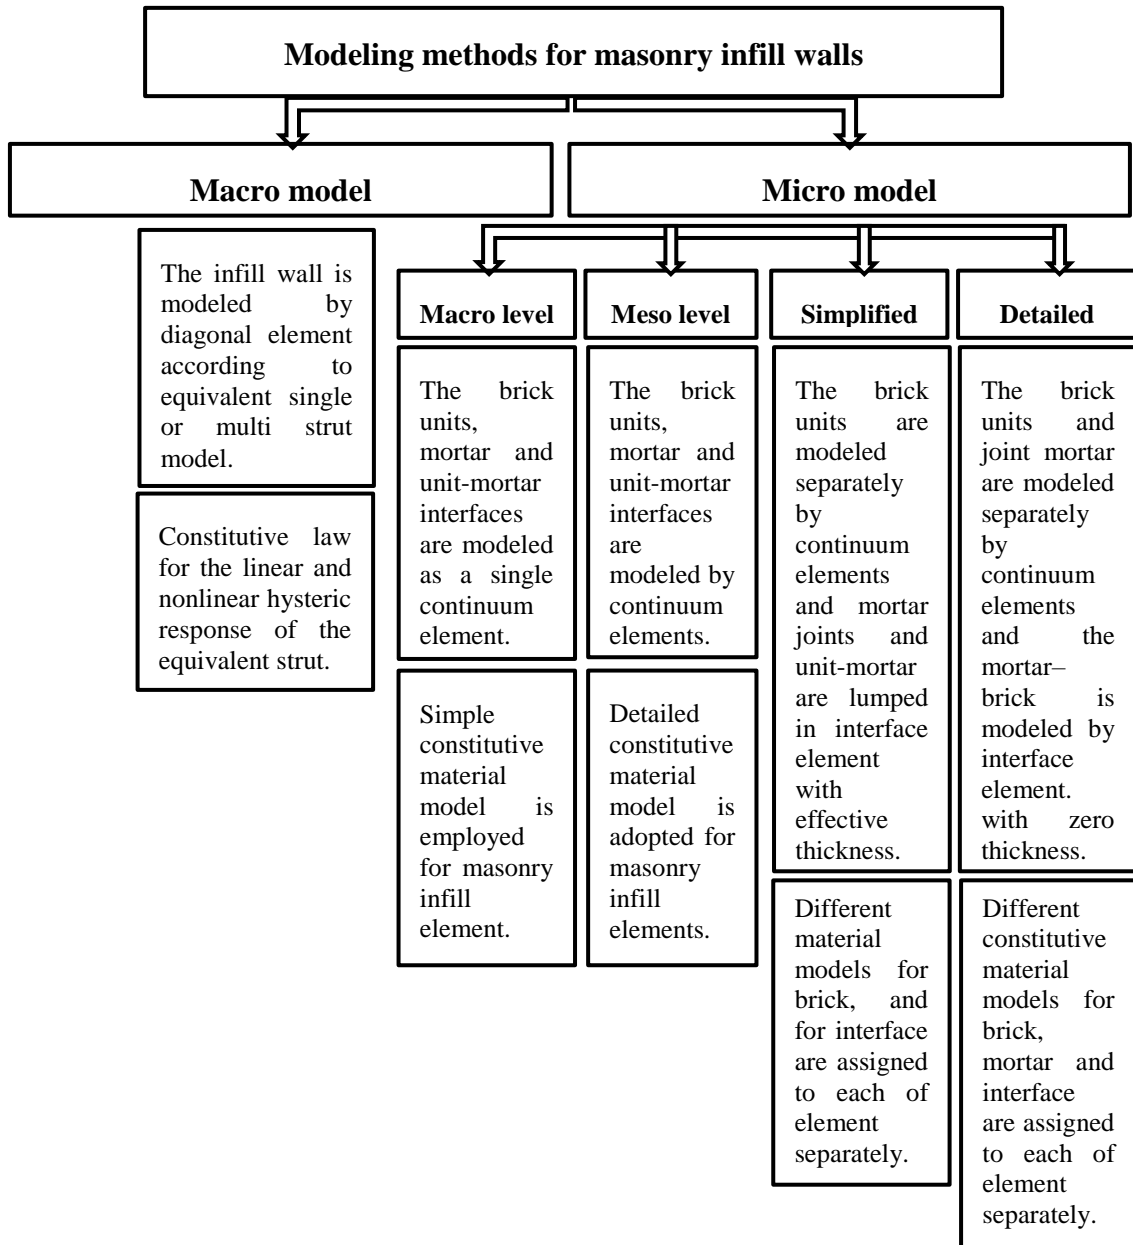 Modeling methods for masonry infill walls
Macro model
Micro model
The infill wall is
modeled by
diagonal element
according to
equivalent single
or multi strut
model.
Constitutive law
for the linear and
nonlinear hysteric
response of the
equivalent strut.
Macro level
The brick
units,
mortar and
unit-mortar
interfaces
are modeled
as a single
continuum
element.
Simple
constitutive
material
model is
employed
for masonry
infill
element.
Meso level
The brick
units,
mortar and
unit-mortar
interfaces
are
modeled by
continuum
elements.
Detailed
constitutive
material
model is
adopted for
masonry
infill
elements.
Simplified
The brick
units are
modeled
separately
by
continuum
elements
and mortar
joints and
unit-mortar
are lumped
in interface
element
with
effective
thickness.
Different
material
models for
brick, and
for interface
are assigned
to each of
element
separately.
Detailed
The brick
units and
joint mortar
are modeled
separately
by
continuum
elements
and the
mortar–
brick is
modeled by
interface
element.
with zero
thickness.
Different
constitutive
material
models for
brick,
mortar and
interface
are assigned
to each of
element
separately.